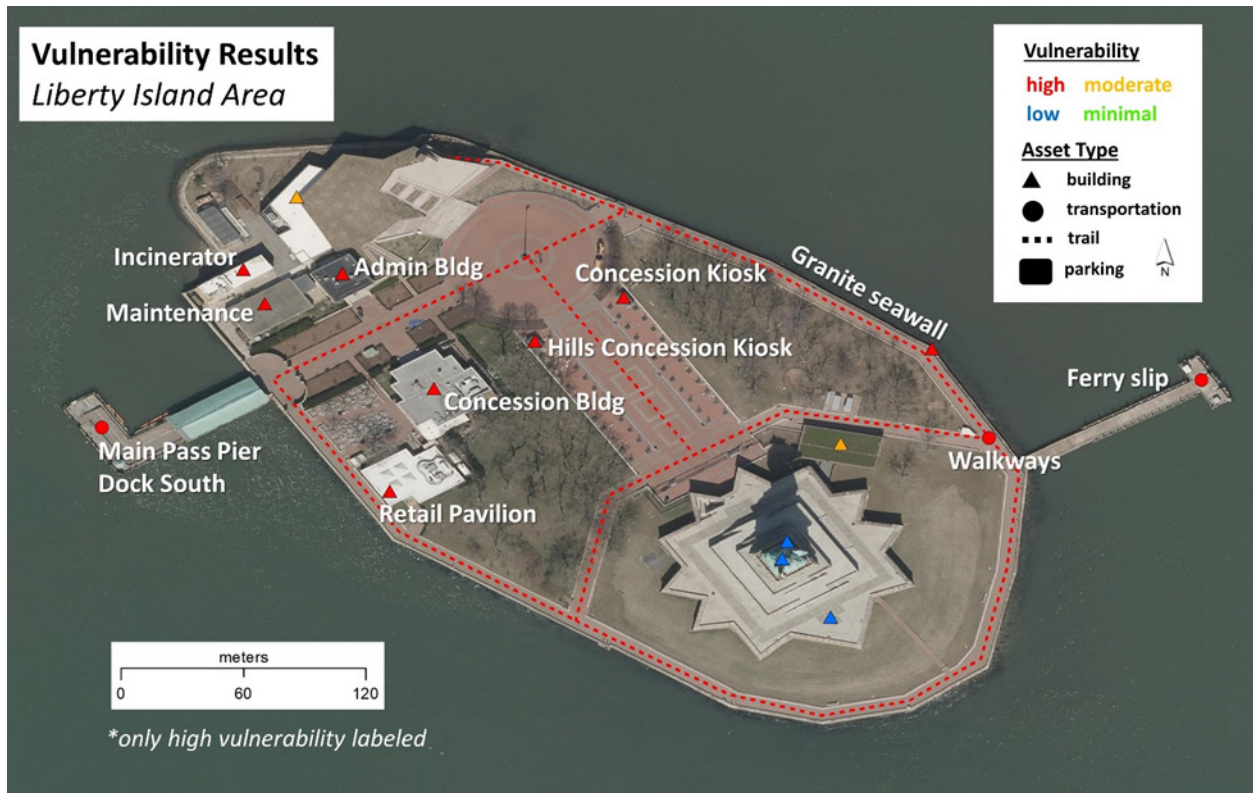 Vulnerability Results
Liberty Island Area
Vulnerability
high moderate
low minimal
Asset Type
building
transportation
trail
parking
N
Incinerator
Admin Bldg
Maintenance
Concession Kiosk
Granite seawall
Hills Concession Kiosk
Ferry slip
Concession Bldg
Main Pass Pier
Dock South
Walkways
Retail Pavilion
meters
0 60 120
*only high vulnerability labeled